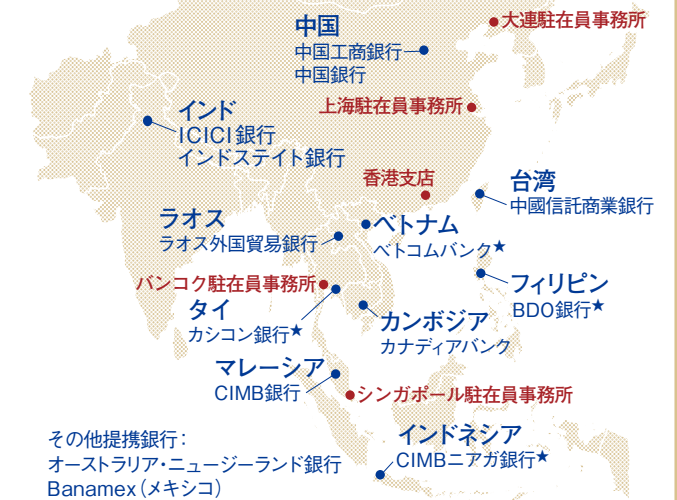 大連駐在員事務所
中国
中国工商銀行
中国銀行
上海駐在員事務所
インド
ICICI銀行
インドステイト銀行
香港支店
台湾
中國信託商業銀行
ラオス
ラオス外国貿易銀行
ベトナム
ベトコムバンク★
バンコク駐在員事務所
タイ
カシコン銀行★
フィリピン
BDO銀行★
カンボジア
カナディアバンク
マレーシア
CIMB銀行
シンガポール駐在員事務所
インドネシア
CIMBニアガ銀行★
その他提携銀行:
オーストラリア・ニュージーランド銀行
Banamex(メキシコ)